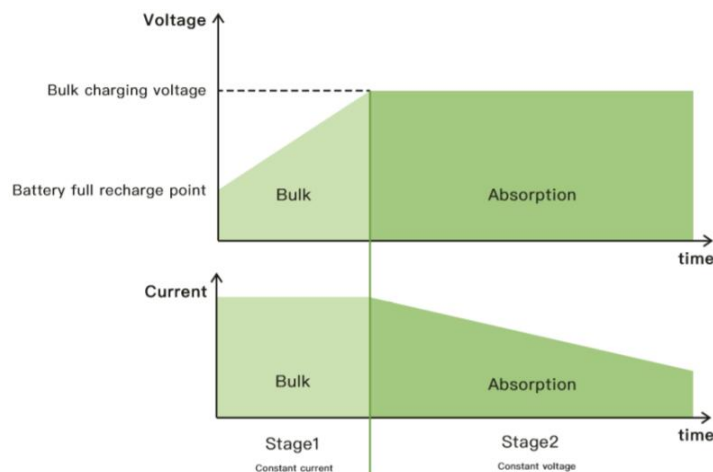 Voltage
Bulk charging voltage
Battery full recharge point
Bulk
Absorption
time
Current
Bulk
Absorption
time
Stage1
Stage2
Constant current
Constant voltage